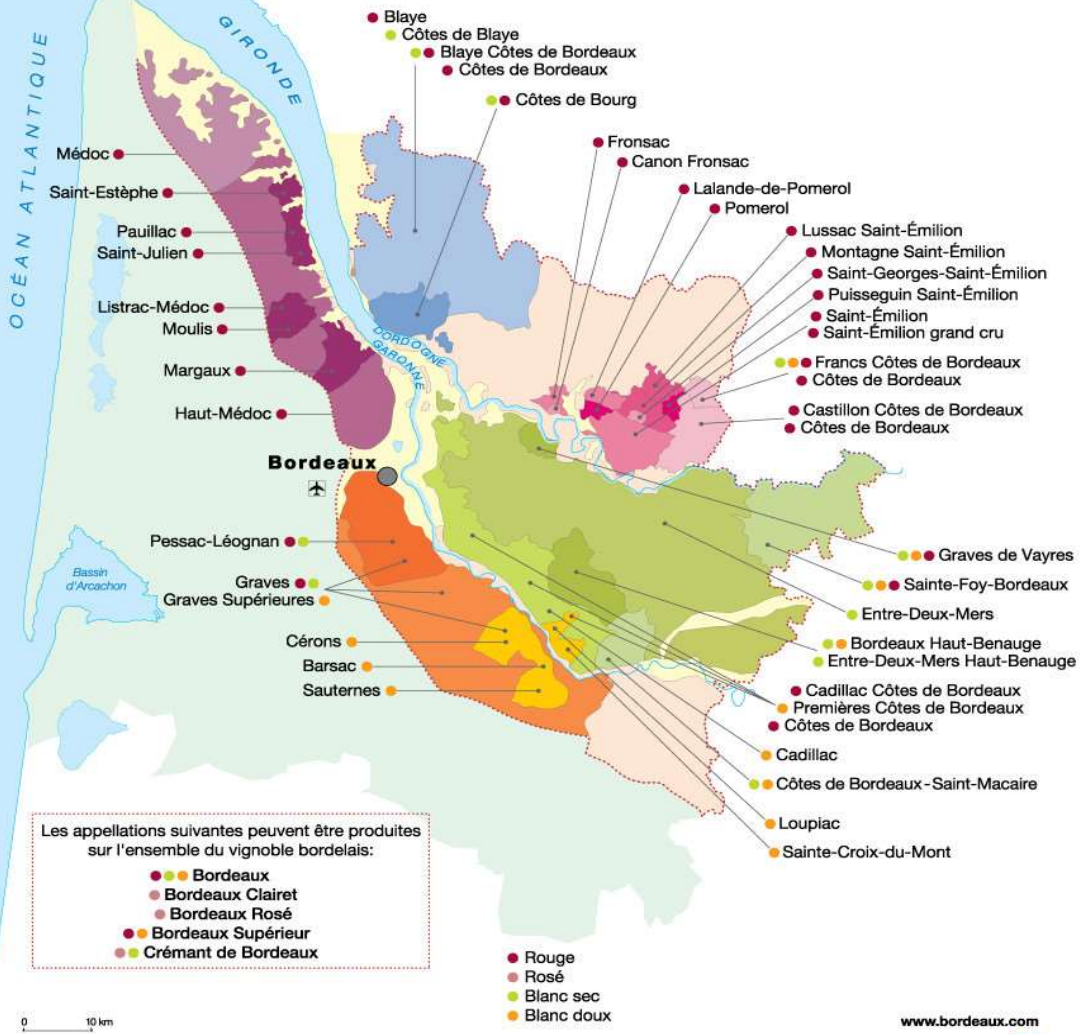 OCÉAN ATLANTIQUE
GIRONDE
Blaye
Côtes de Blaye
Blaye Côtes de Bordeaux
Côtes de Bordeaux
Côtes de Bourg
Fronsac
Canon Fronsac
Lalande-de-Pomerol
Pomerol
Lussac Saint-Émilion
Montagne Saint-Émilion
Saint-Georges-Saint-Émilion
Puisseguin Saint-Émilion
Saint-Émilion
Saint-Émilion grand cru
Francs Côtes de Bordeaux
Côtes de Bordeaux
Castillon Côtes de Bordeaux
Côtes de Bordeaux
Médoc
Saint-Estèphe
Pauillac
Saint-Julien
Listrac-Médoc
Moulis
Margaux
Haut-Médoc
DORDOGNE
GARONNE
Bordeaux
Pessac-Léognan
Graves
Graves Supérieures
Cérons
Barsac
Sauternes
Bassin
d'Arcachon
Graves de Vayres
Sainte-Foy-Bordeaux
Entre-Deux-Mers
Bordeaux Haut-Benauge
Entre-Deux-Mers Haut-Benauge
Cadillac Côtes de Bordeaux
Premières Côtes de Bordeaux
Côtes de Bordeaux
Cadillac
Côtes de Bordeaux-Saint-Macaire
Loupiac
Sainte-Croix-du-Mont
Les appellations suivantes peuvent être produites
sur l'ensemble du vignoble bordelais:
Bordeaux
Bordeaux Clairet
Bordeaux Rosé
Bordeaux Supérieur
Crémant de Bordeaux
Rouge
Rosé
Blanc sec
Blanc doux
0 10 km
www.bordeaux.com